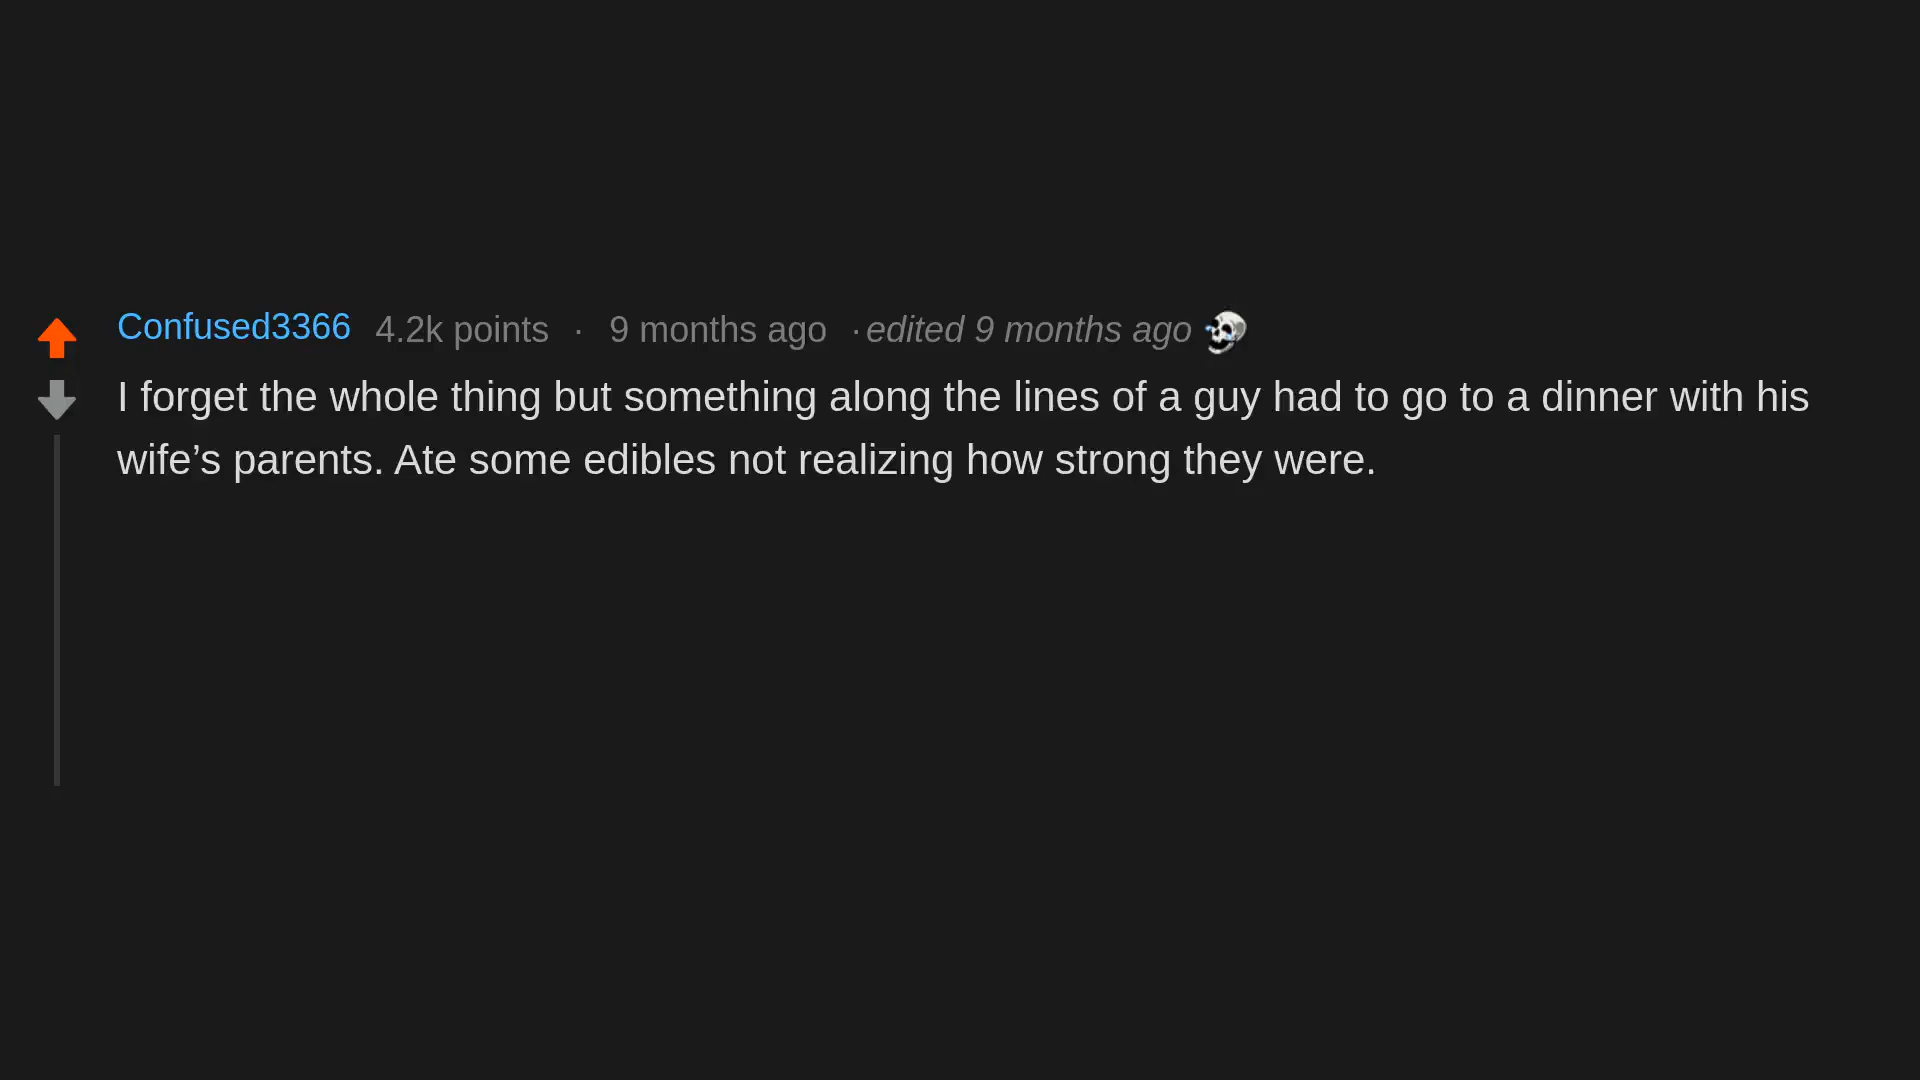 Confused3366 4.2k points · 9 months ago · edited 9 months ago
I forget the whole thing but something along the lines of a guy had to go to a dinner with his
wife’s parents. Ate some edibles not realizing how strong they were.